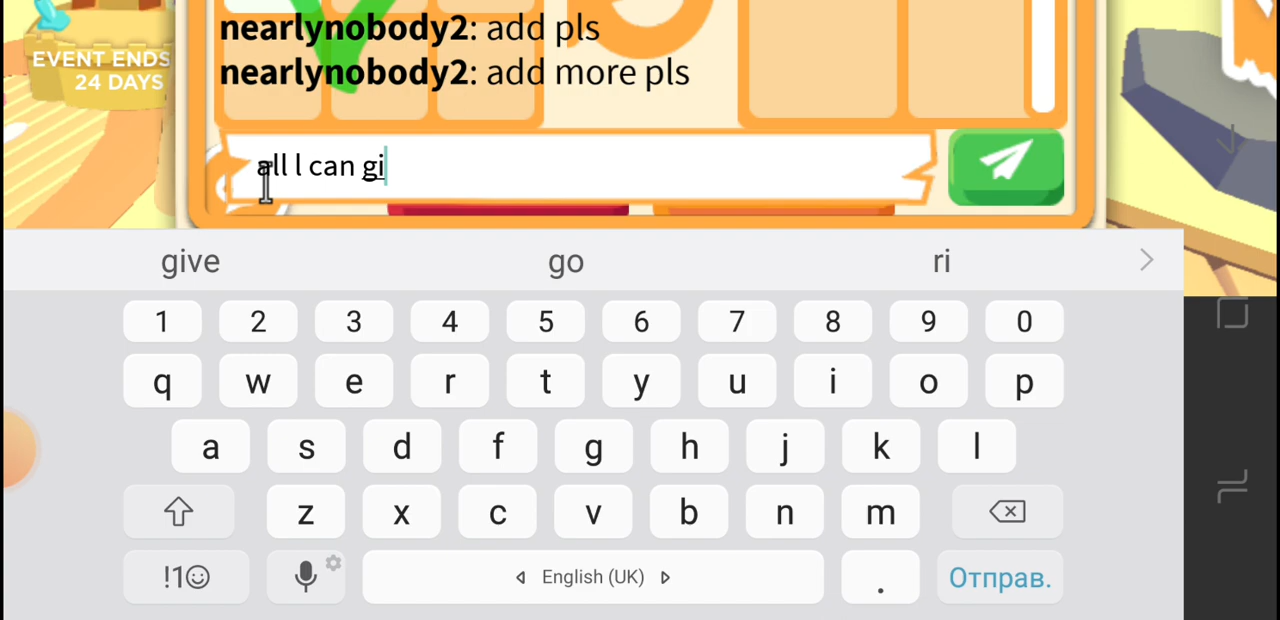 EVENT ENDS
24 DAYS
nearlynobody2: add pls
nearlynobody2: add more pls
all l can gi
give go ri
1 2 3 4 5 6 7 8 9 0
q w e r t y u i o p
a s d f g h j k l
z x c v b n m
!1☺ English (UK) . Отправ.